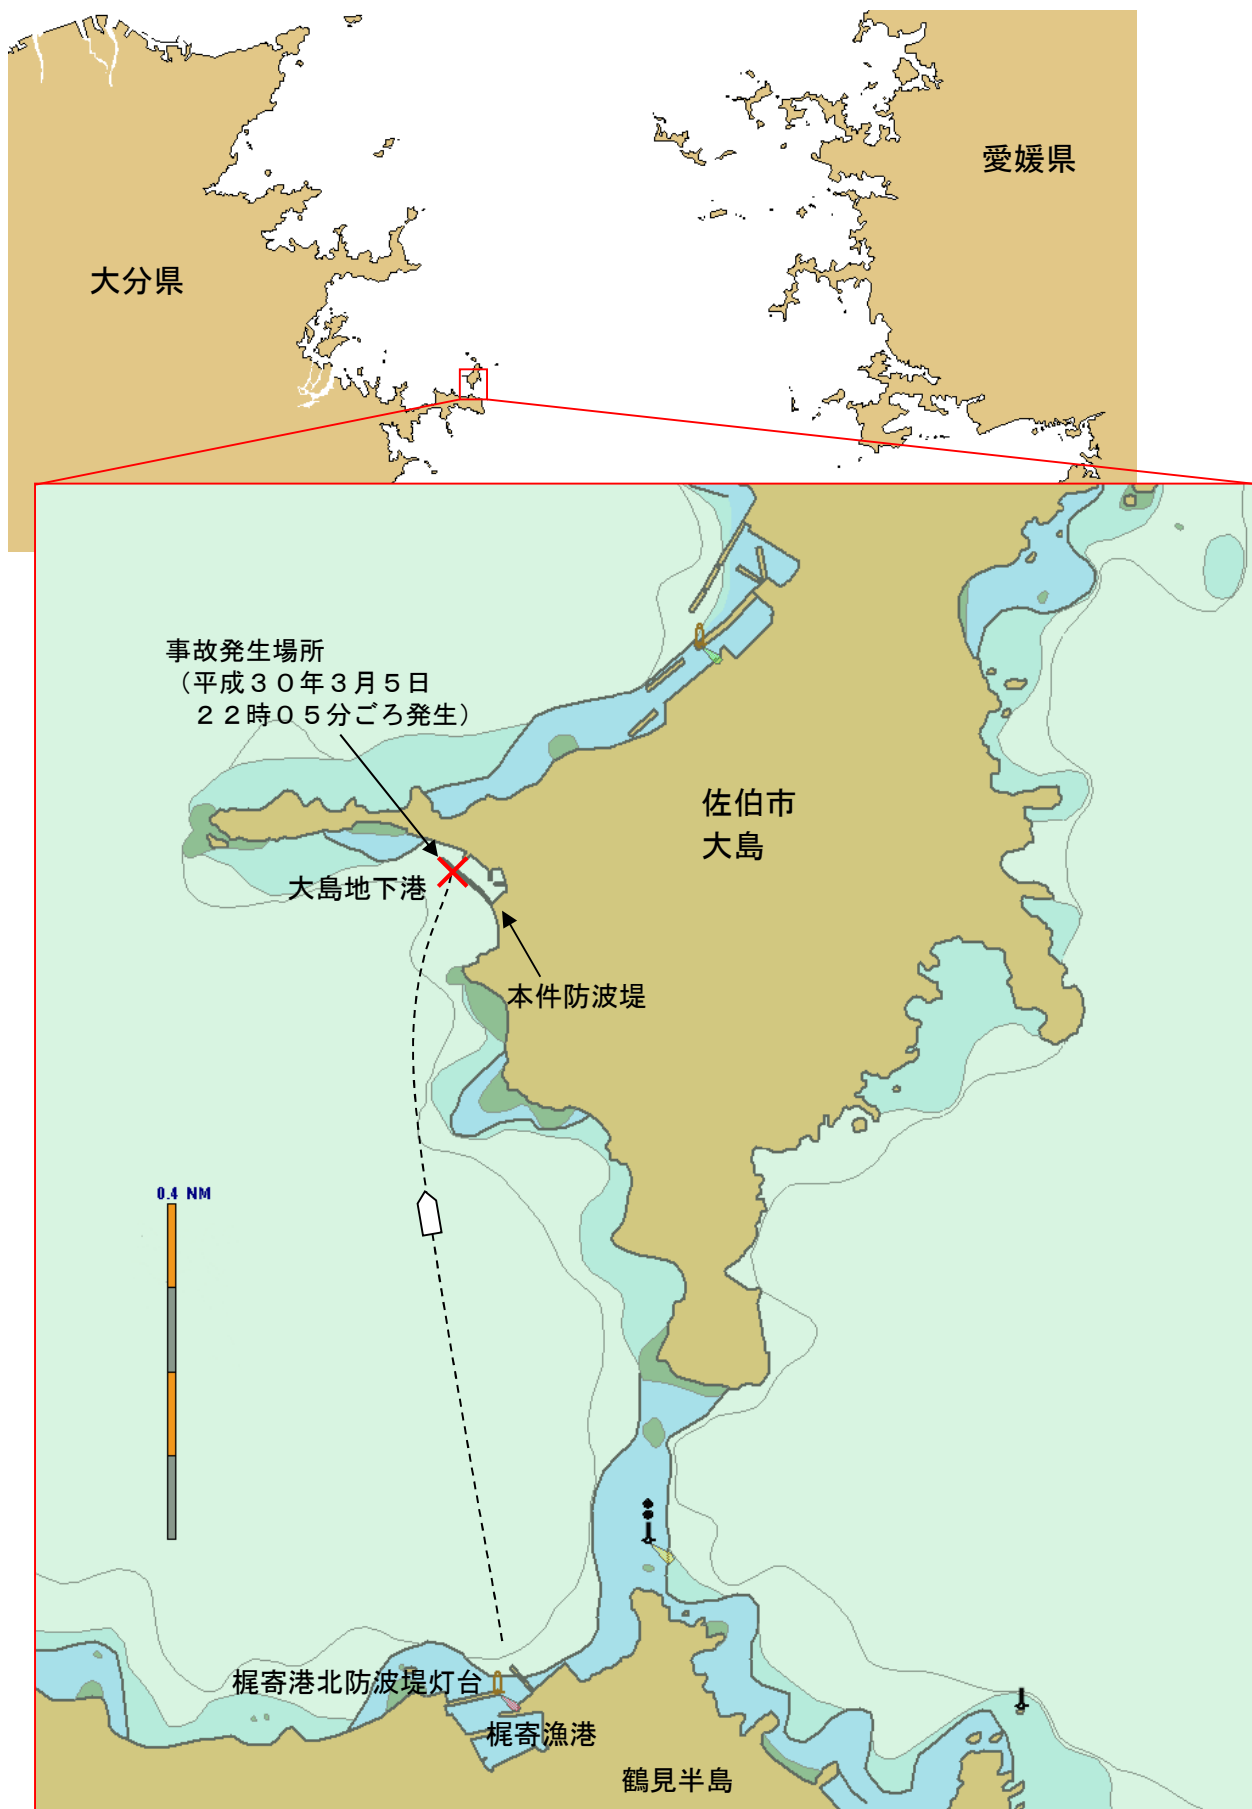 愛媛県
大分県
事故発生場所
（平成３０年３月５日
２２時０５分ごろ発生）
佐伯市
大島
大島地下港
本件防波堤
0.4 NM
梶寄港北防波堤灯台
梶寄漁港
鶴見半島